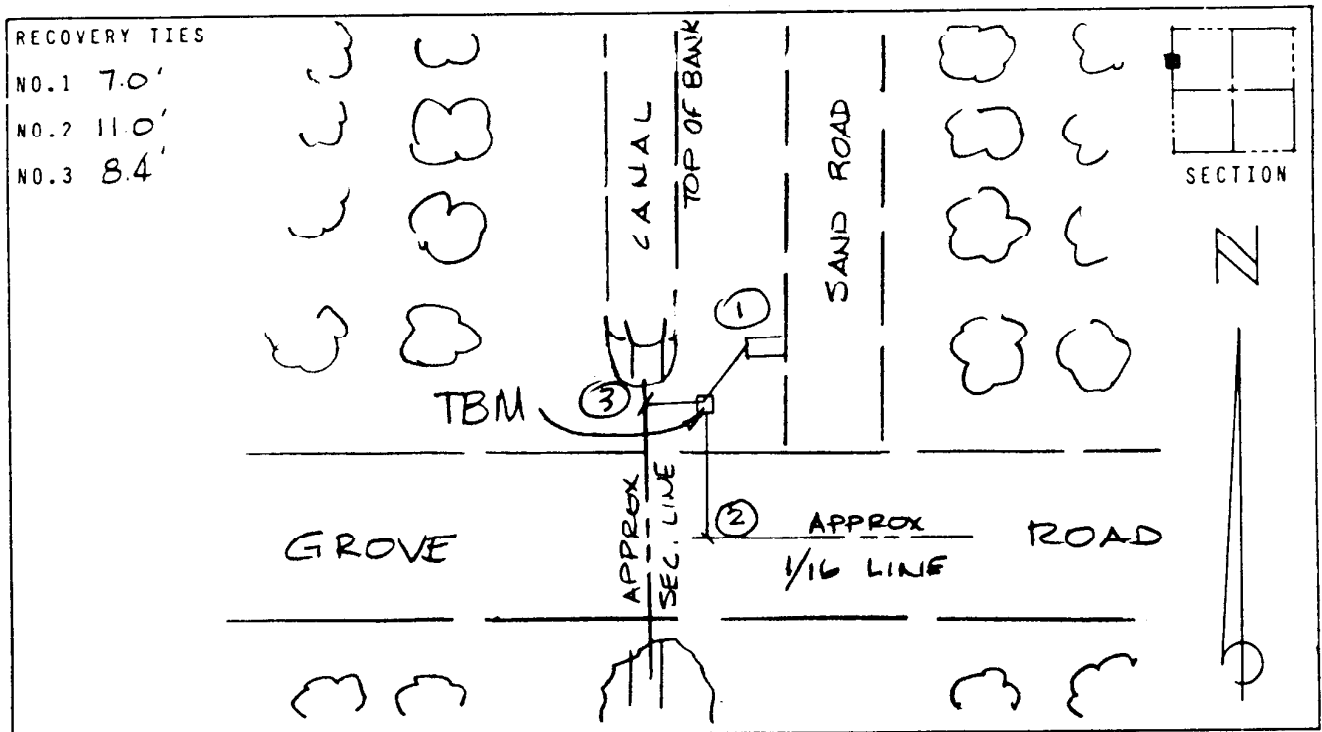 RECOVERY TIES
NO.1 7.0'
NO.2 11.0'
NO.3 8.4'
CANAL
TOP OF BANK
SAND ROAD
SECTION
N
1
3
TBM
APPROX
SEC. LINE
2
APPROX
1/16 LINE
GROVE
ROAD